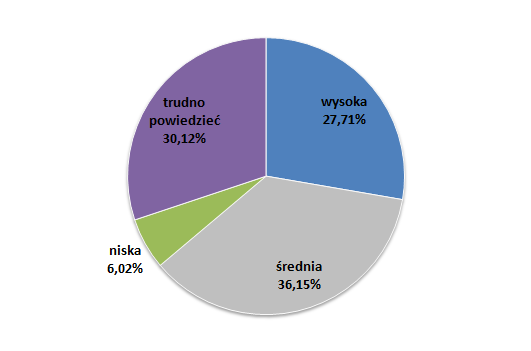 trudno
powiedzieć
30,12%
wysoka
27,71%
niska
6,02%
średnia
36,15%